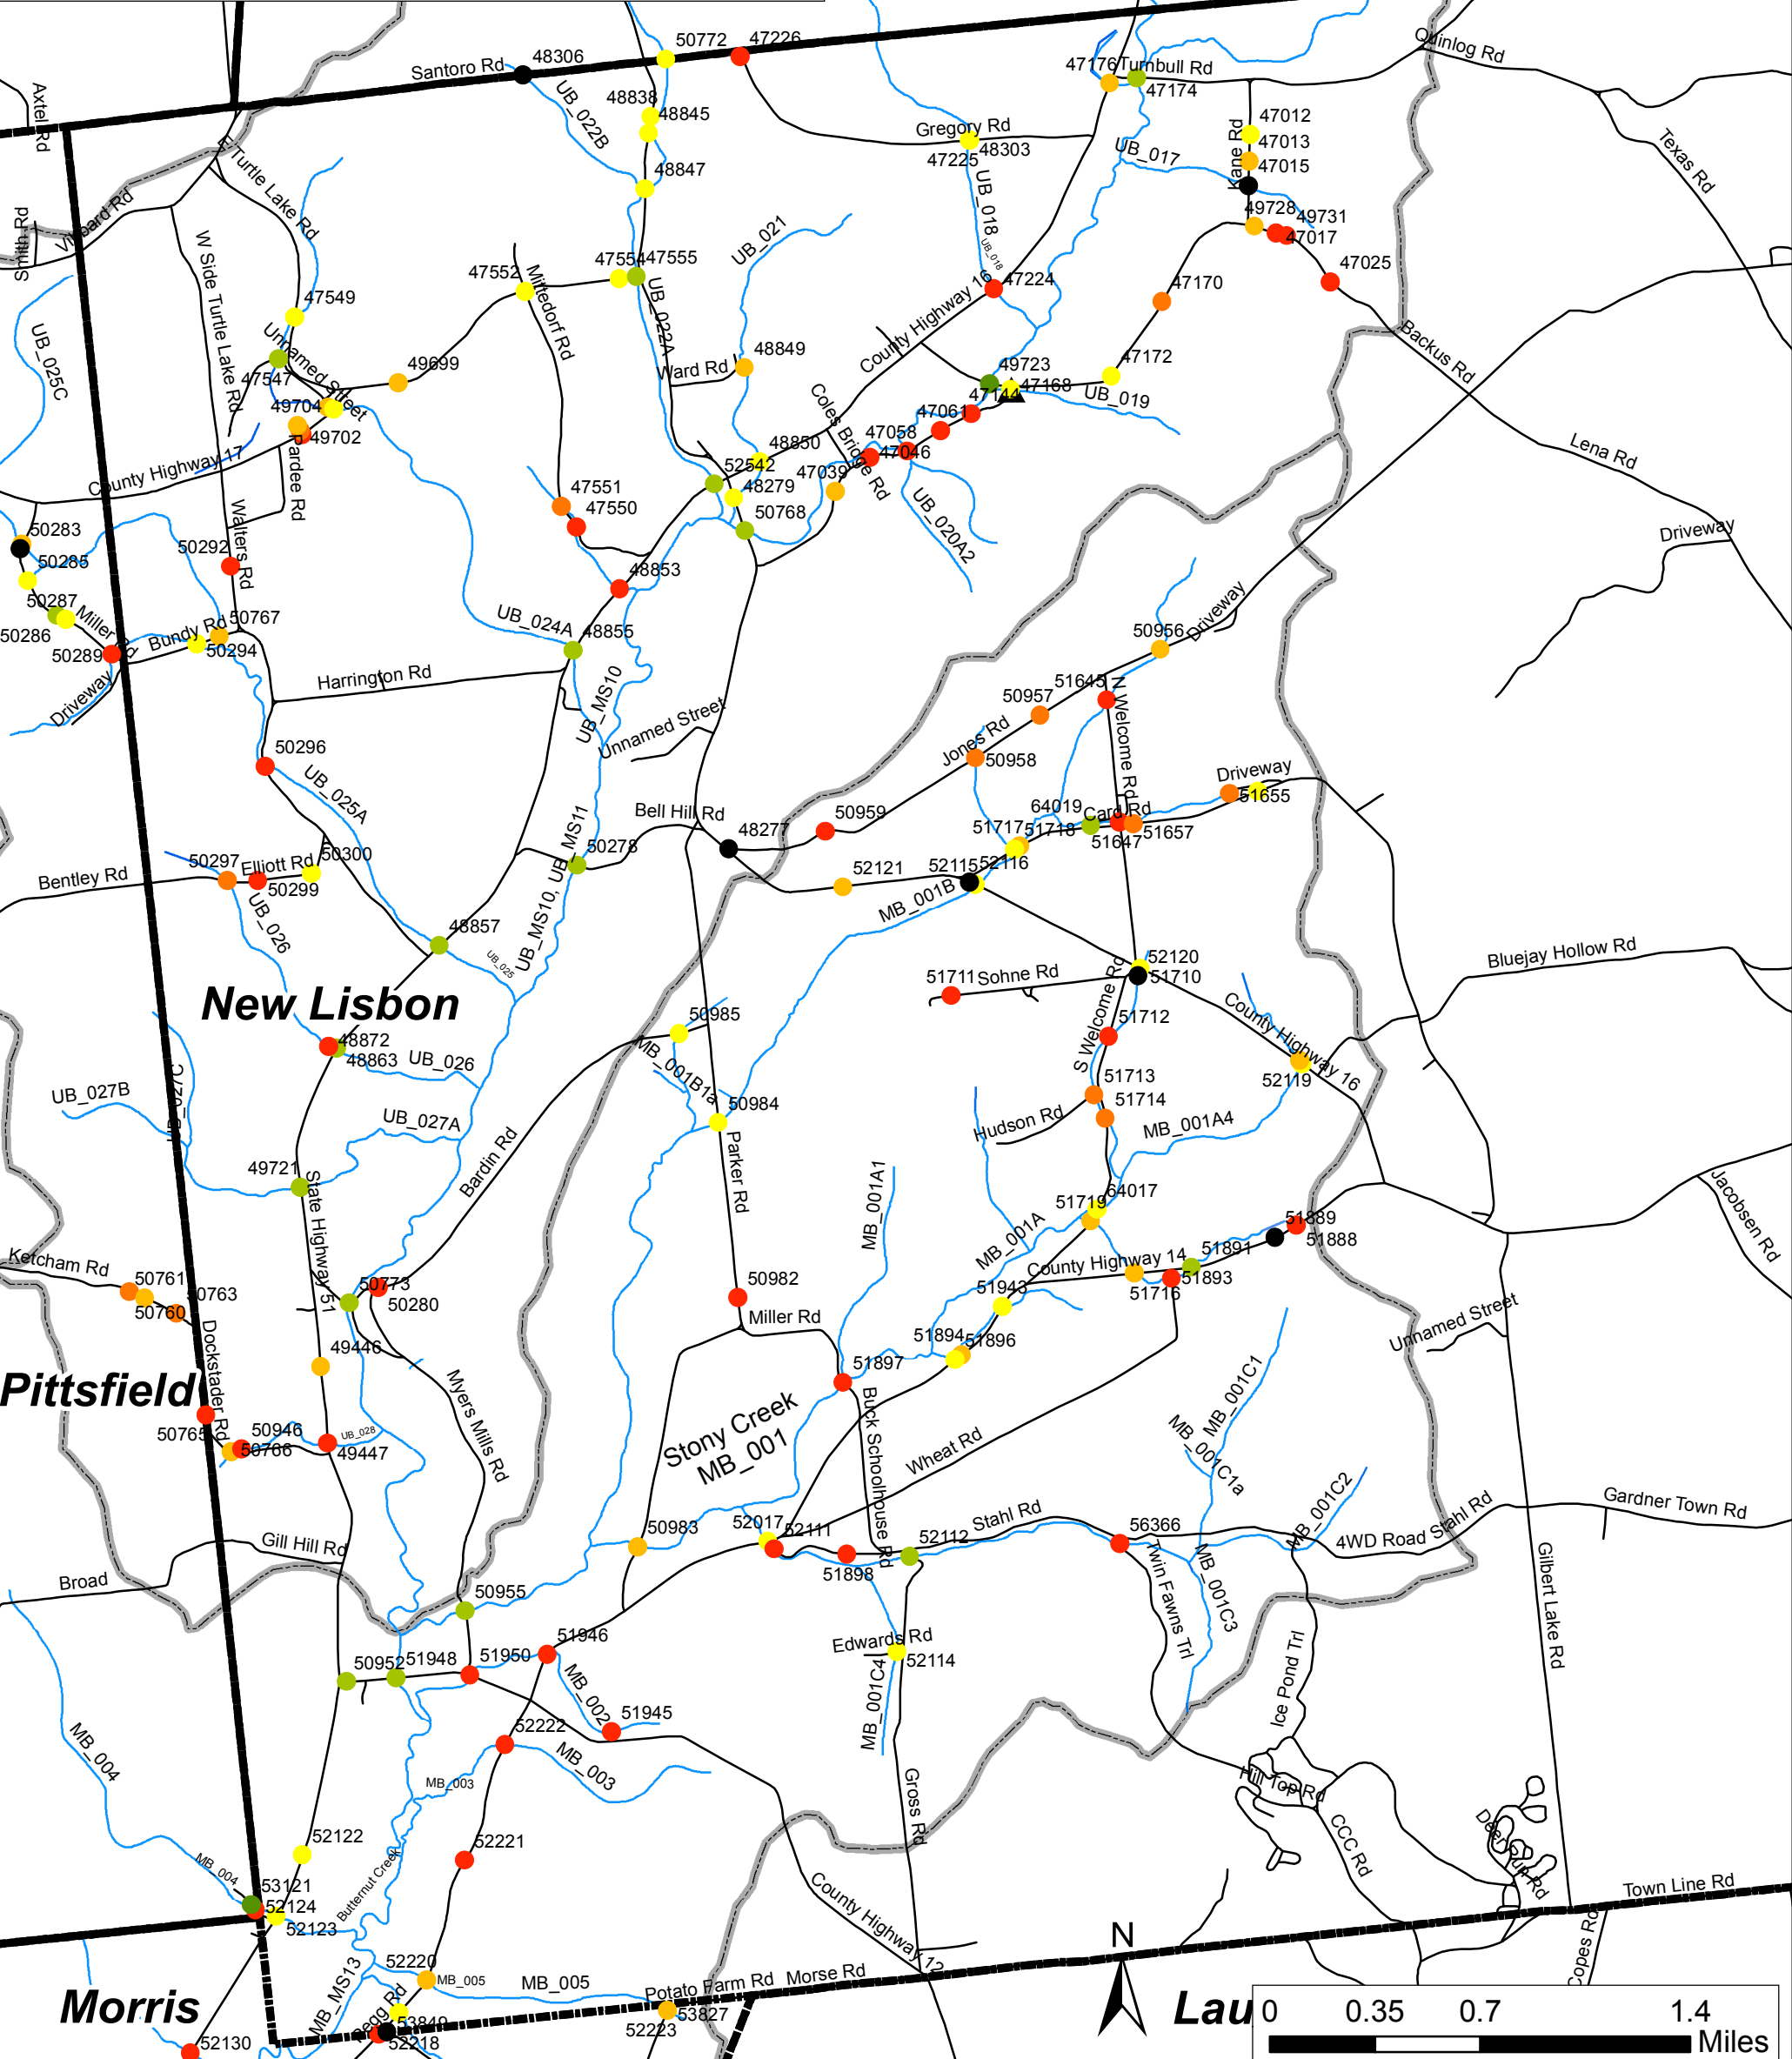 50772
47226
48306
Santoro Rd
Quinlog Rd
47176
Turnbull Rd
47174
Axtel Rd
UB_022B
48838
48845
Gregory Rd
48303
47225
47012
47013
47015
Kane Rd
UB_017
Texas Rd
E Turtle Lake Rd
48847
UB_018
UB_018
Smith Rd
W Side Turtle Lake Rd
UB_021
49728
49731
47017
47025
47552
Mittedorf Rd
47554
47555
UB_022A
47224
47170
County Highway 16
47549
UB_025C
Unnamed Street
47547
49699
Ward Rd
48849
49723
47168
47144
47172
UB_019
Backus Rd
49704
49702
Coles Bridge Rd
47061
47058
47046
County Highway 17
Pardee Rd
48850
52542
47039
48279
Lena Rd
47551
47550
50768
UB_020A2
Walters Rd
50283
50285
50292
Driveway
48853
50287
50286
Miller Rd
50289
Bundy Rd
50767
50294
UB_024A
48855
50956
Driveway
Driveway
Harrington Rd
UB_MS10
Unnamed Street
51645
50957
N Welcome Rd
Jones Rd
50958
50296
UB_025A
Driveway
51655
Bell Hill Rd
50959
48277
64019
Card Rd
51717
51718
51647
51657
50278
UB_MS10, UB_MS11
50297
Elliott Rd
50300
50299
Bentley Rd
52121
52115
52116
MB_001B
UB_026
48857
UB_025
52120
51710
51711
Sohne Rd
Bluejay Hollow Rd
New Lisbon
50985
51712
S Welcome Rd
County Highway 16
48872
48863
UB_026
MB_001B1a
52119
51713
51714
UB_027B
UB_027C
UB_027A
50984
Hudson Rd
MB_001A4
Parker Rd
Bardin Rd
49721
State Highway 51
MB_001A1
64017
51719
MB_001A
51889
51888
Jacobsen Rd
Ketcham Rd
50761
50763
50760
50773
50280
50982
County Highway 14
51891
51716
51893
51943
Miller Rd
Unnamed Street
Dockstader Rd
49446
Myers Mills Rd
51894
51896
51897
Pittsfield
MB_001C1
Stony Creek
MB_001
Buck Schoolhouse Rd
50765
50946
50766
UB_028
49447
Wheat Rd
MB_001C1a
MB_001C2
Gardner Town Rd
50983
52017
52111
52112
Stahl Rd
56366
4WD Road
Stahl Rd
Gill Hill Rd
51898
Twin Fawns Trl
MB_001C3
Gilbert Lake Rd
Broad
50955
Edwards Rd
52114
51946
50952
51948
51950
MB_002
51945
MB_001C4
Ice Pond Trl
MB_004
52222
MB_003
MB_003
Hill Top Rd
Gross Rd
CCC Rd
Deer Run Rd
52122
52221
MB_004
Butternut Creek
53121
52124
52123
County Highway 12
Town Line Rd
Copes Rd
N
52220
MB_005
MB_005
Potato Farm Rd
Morse Rd
Morris
MB_MS13
53849
52218
53827
52223
52130
Lau
0
0.35
0.7
1.4
Miles